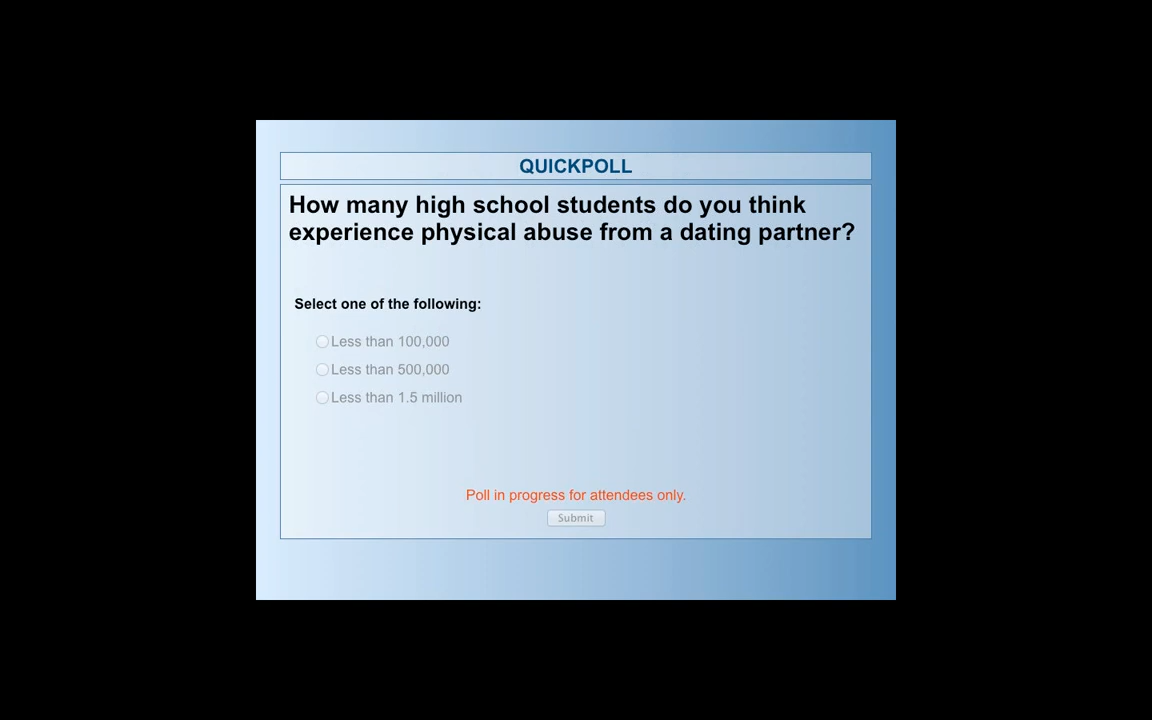 QUICKPOLL
How many high school students do you think
experience physical abuse from a dating partner?
Select one of the following:
Less than 100,000
Less than 500,000
Less than 1.5 million
Poll in progress for attendees only.
Submit